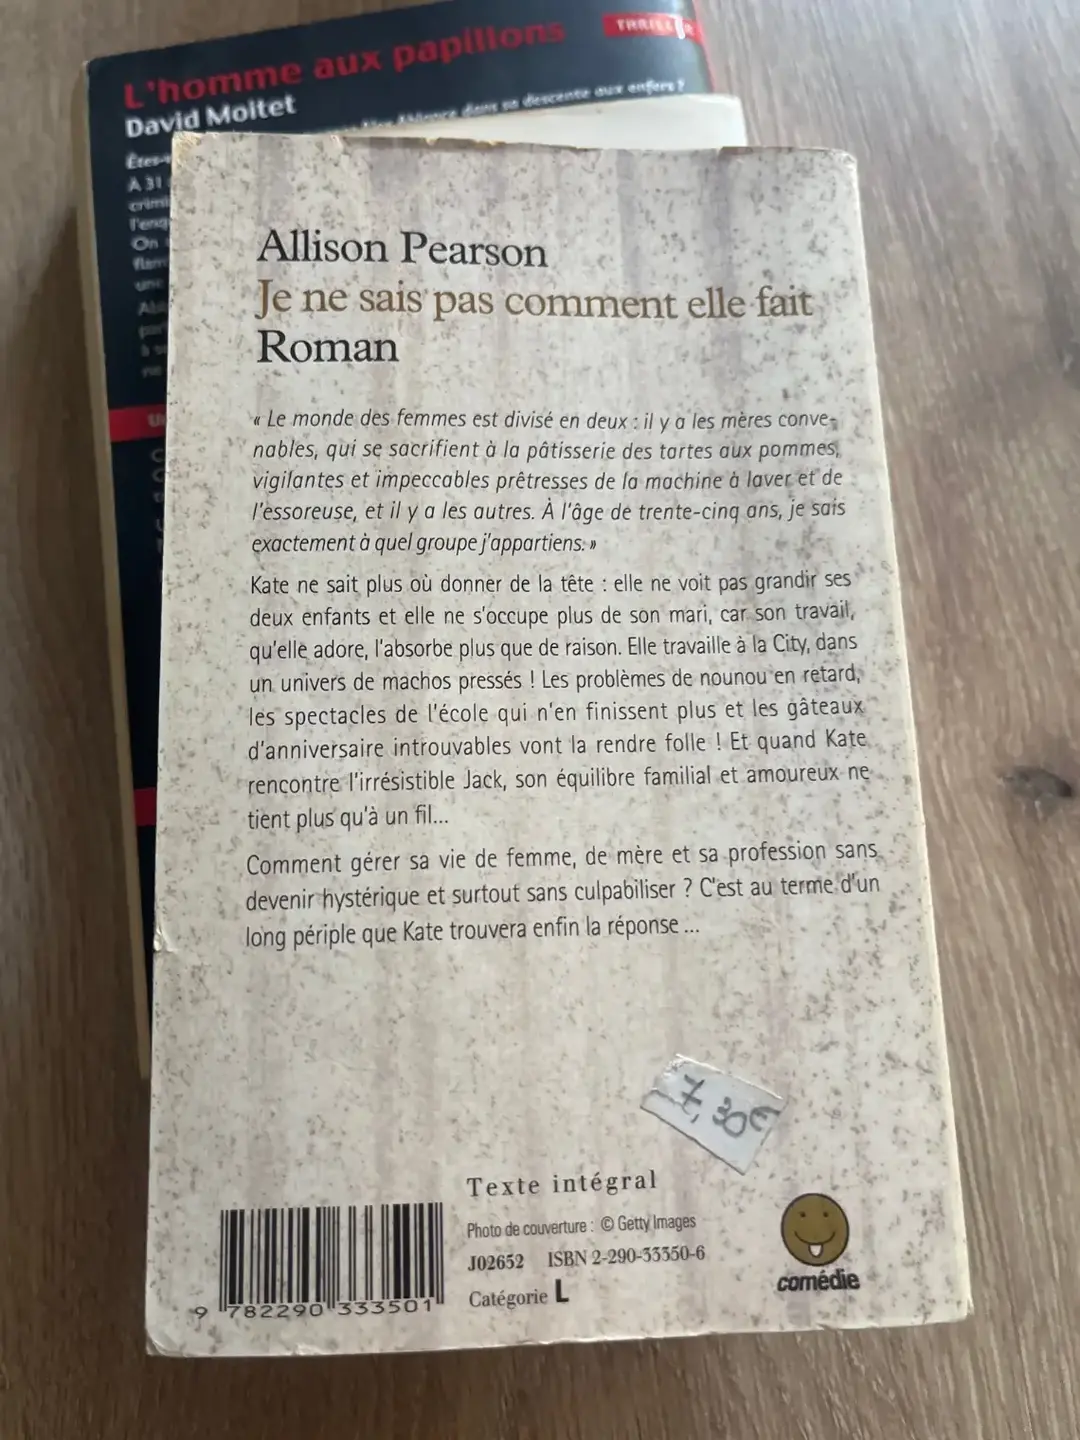 L'homme aux papillons
THRILLER
David Moitet
dans sa descente aux enfers ?
A 31
On
Allison Pearson
Je ne sais pas comment elle fait
Roman
« Le monde des femmes est divisé en deux : il y a les mères conve-
nables, qui se sacrifient à la pâtisserie des tartes aux pommes,
vigilantes et impeccables prêtresses de la machine à laver et de
l'essoreuse, et il y a les autres. À l'âge de trente-cinq ans, je sais
exactement à quel groupe j'appartiens. »
Kate ne sait plus où donner de la tête : elle ne voit pas grandir ses
deux enfants et elle ne s'occupe plus de son mari, car son travail,
qu'elle adore, l'absorbe plus que de raison. Elle travaille à la City, dans
un univers de machos pressés ! Les problèmes de nounou en retard,
les spectacles de l'école qui n'en finissent plus et les gâteaux
d'anniversaire introuvables vont la rendre folle ! Et quand Kate
rencontre l'irrésistible Jack, son équilibre familial et amoureux ne
tient plus qu'à un fil...
Comment gérer sa vie de femme, de mère et sa profession sans
devenir hystérique et surtout sans culpabiliser ? C'est au terme d'un
long périple que Kate trouvera enfin la réponse ...
7,30€
Texte intégral
Photo de couverture : © Getty Images
J02652 ISBN 2-290-33350-6
Catégorie L
comédie
9 782290 333501